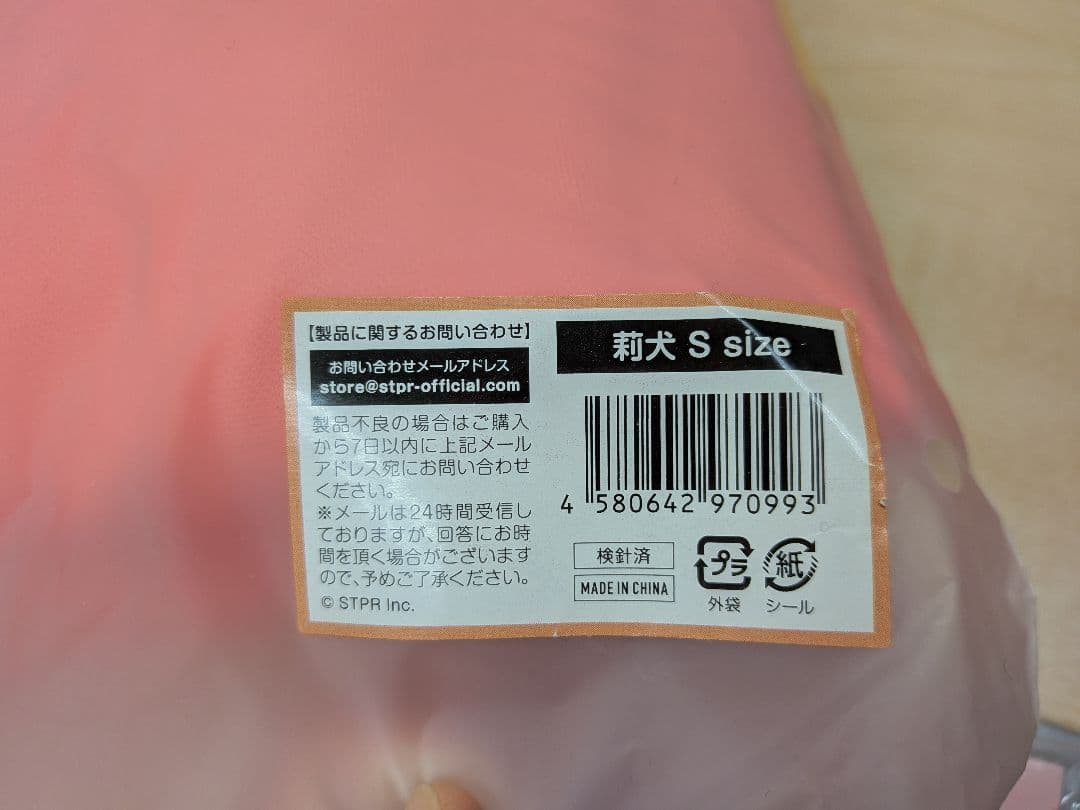 【製品に関するお問い合わせ】
お問い合わせメールアドレス
store@stpr-official.com
製品不良の場合はご購入
から7日以内に上記メール
アドレス宛にお問い合わせ
ください。
※メールは24時間受信し
ておりますが、回答にお時
間を頂く場合がございます
ので、予めご了承ください。
© STPR Inc.
莉犬 S size
4 580642 970993
検針済
MADE IN CHINA
プラ
外袋
紙
シール